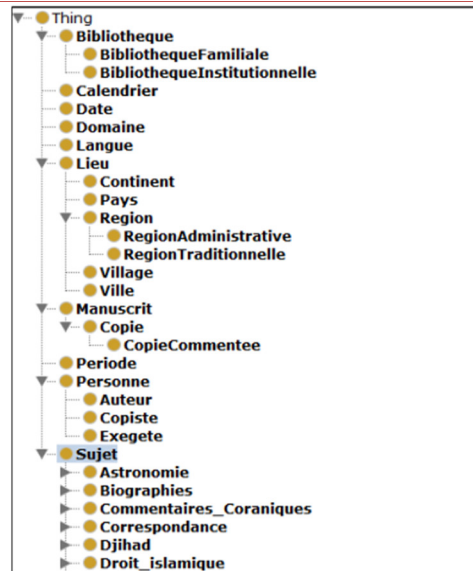 Thing
Bibliotheque
BibliothequeFamiliale
BibliothequeInstitutionnelle
Calendrier
Date
Domaine
Langue
Lieu
Continent
Pays
Region
RegionAdministrative
RegionTraditionnelle
Village
Ville
Manuscrit
Copie
CopieCommentee
Periode
Personne
Auteur
Copiste
Exegete
Sujet
Astronomie
Biographies
Commentaires_Coraniques
Correspondance
Djihad
Droit_islamique